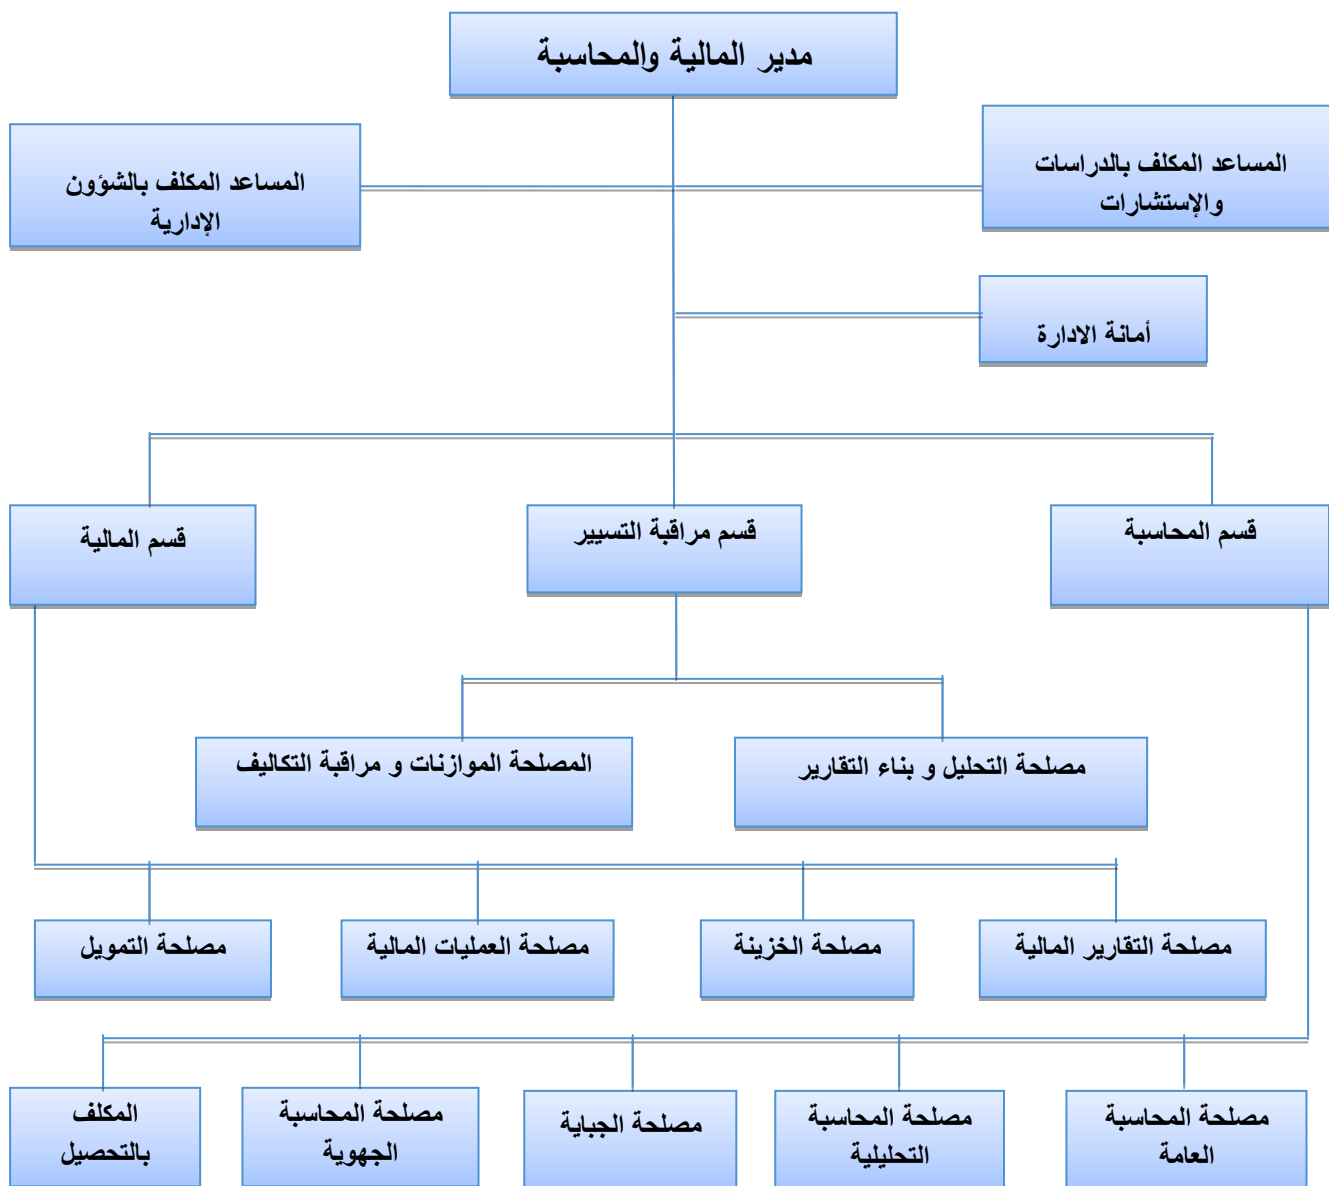 مدير المالية والمحاسبة
المساعد المكلف بالدراسات
والإستشارات
المساعد المكلف بالشؤون
الإدارية
أمانة الادارة
قسم المحاسبة
قسم مراقبة التسيير
قسم المالية
مصلحة التحليل و بناء التقارير
المصلحة الموازنات و مراقبة التكاليف
مصلحة التقارير المالية
مصلحة الخزينة
مصلحة العمليات المالية
مصلحة التمويل
مصلحة المحاسبة
العامة
مصلحة المحاسبة
التحليلية
مصلحة الجباية
مصلحة المحاسبة
الجهوية
المكلف
بالتحصيل